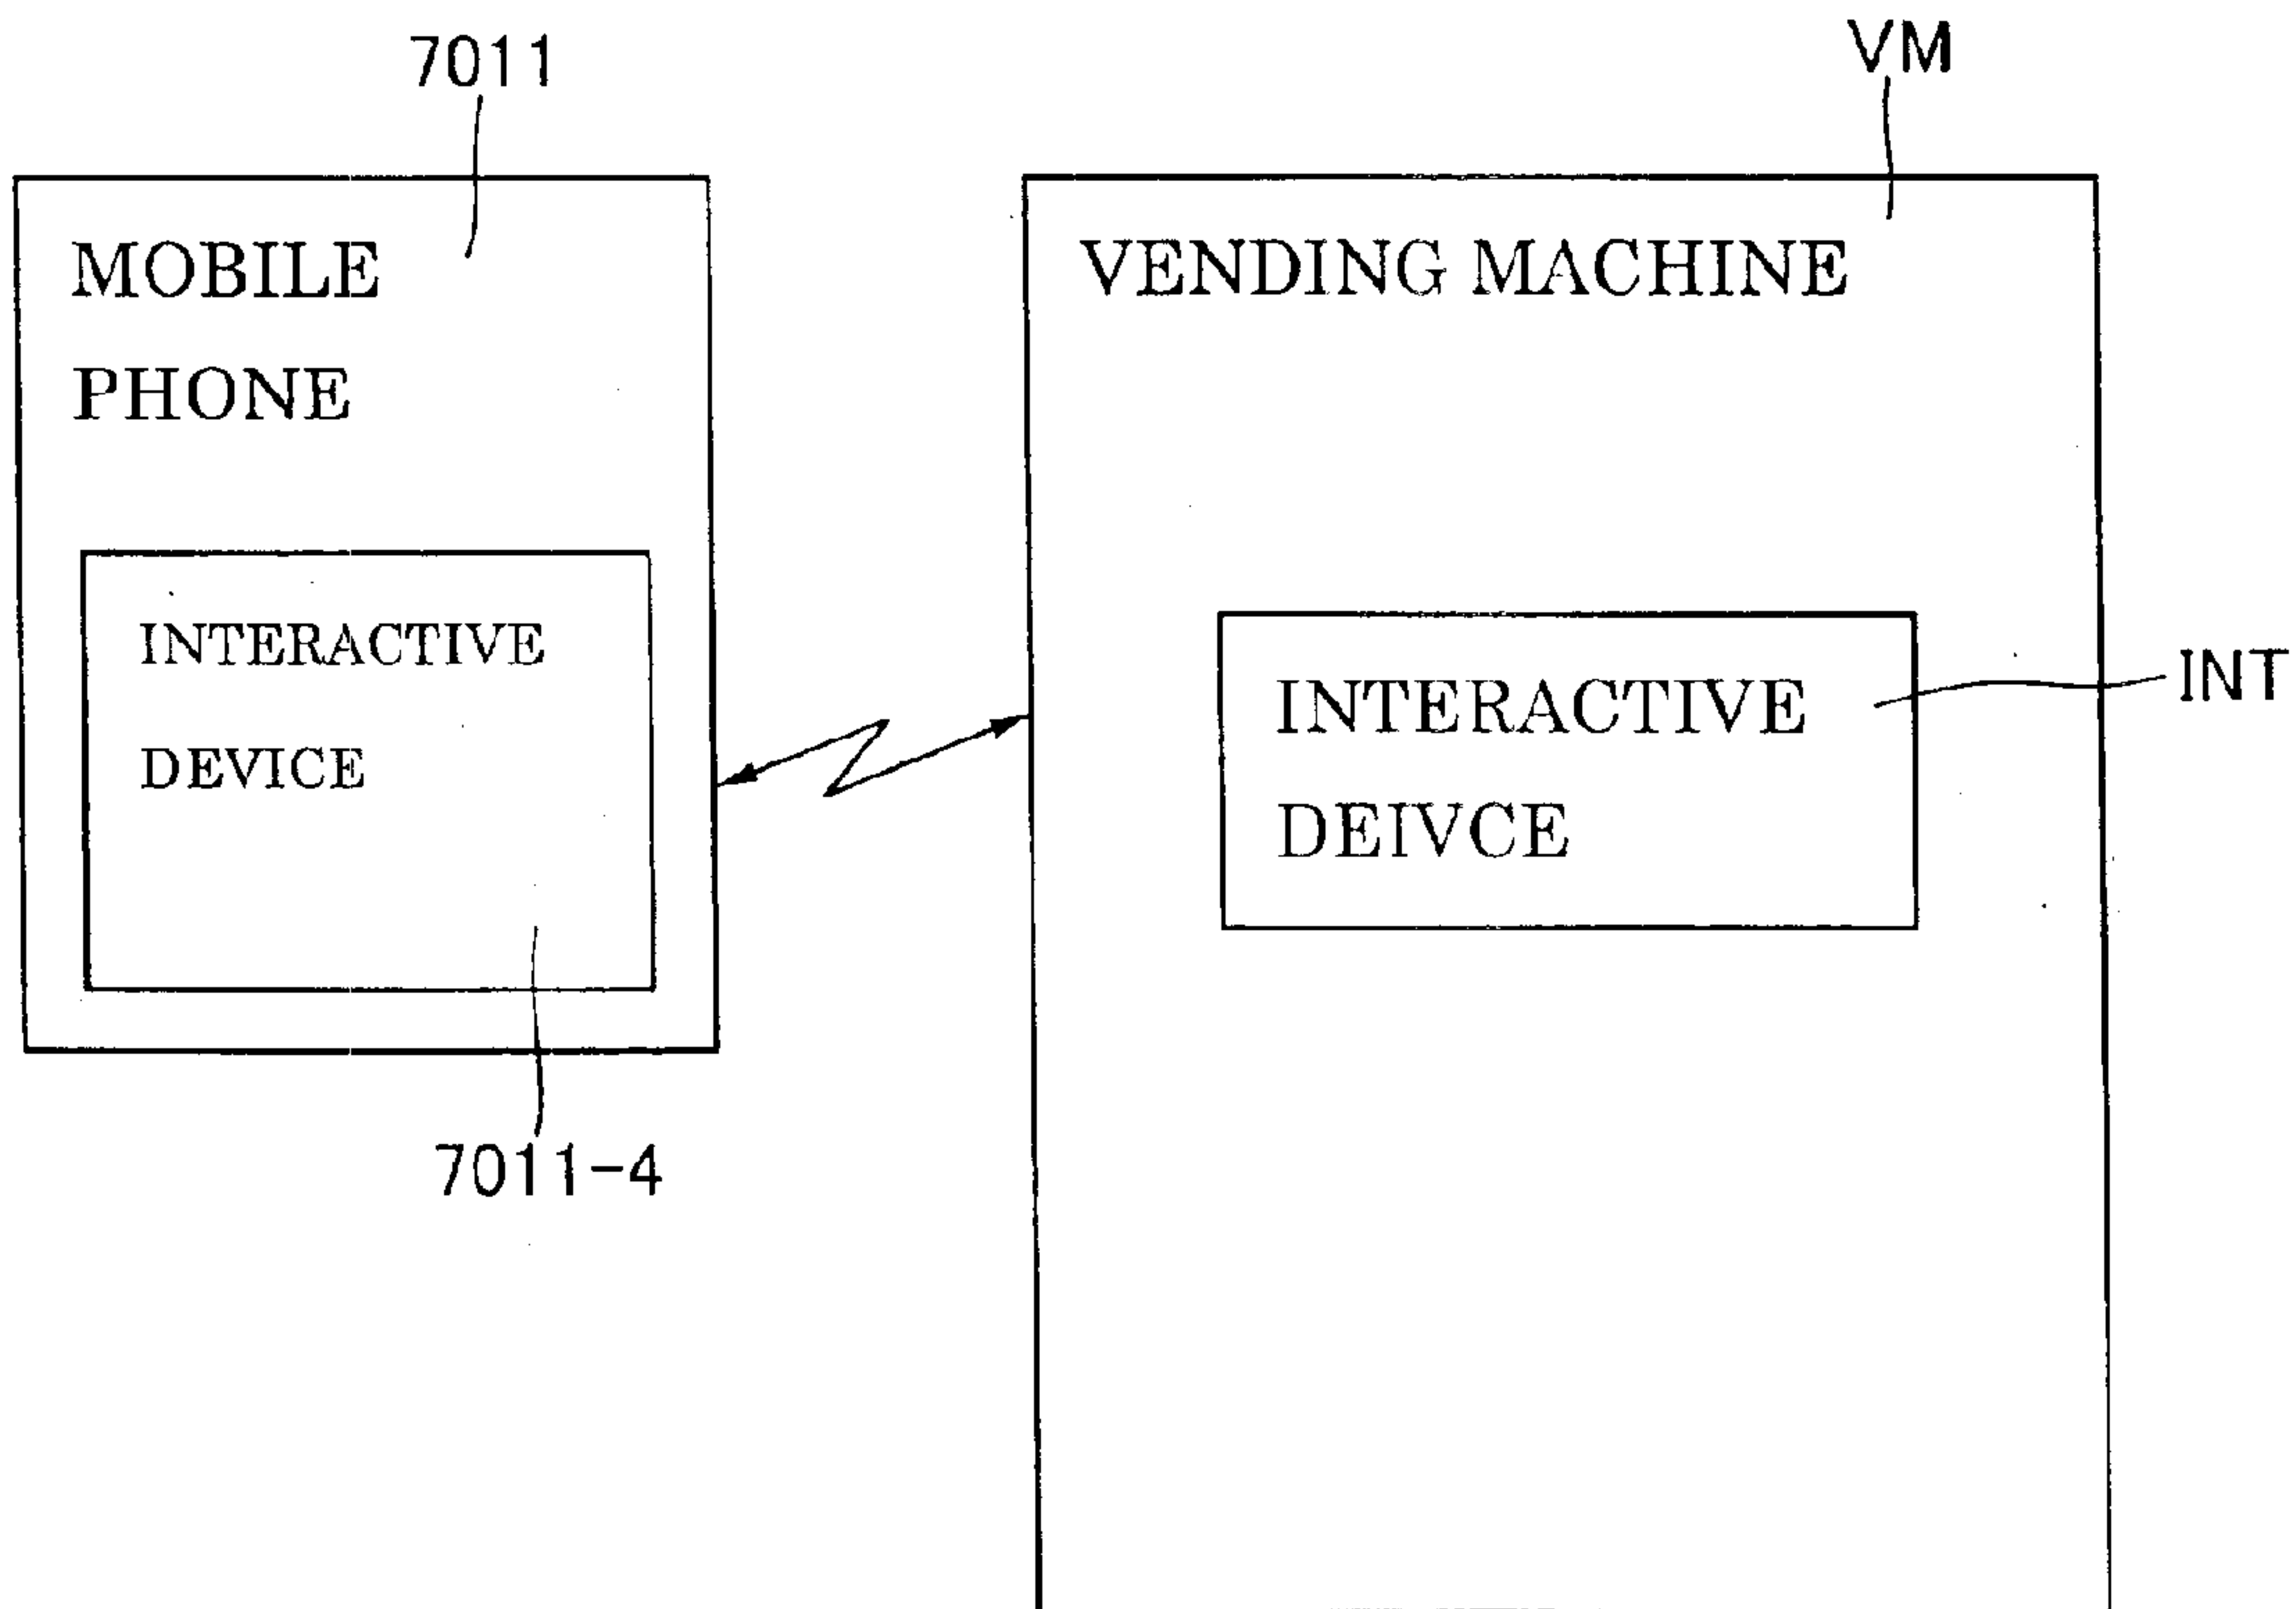 7011
VM
MOBILE
PHONE
VENDING MACHINE
INTERACTIVE
DEVICE
INTERACTIVE
DEIVCE
INT
7011-4